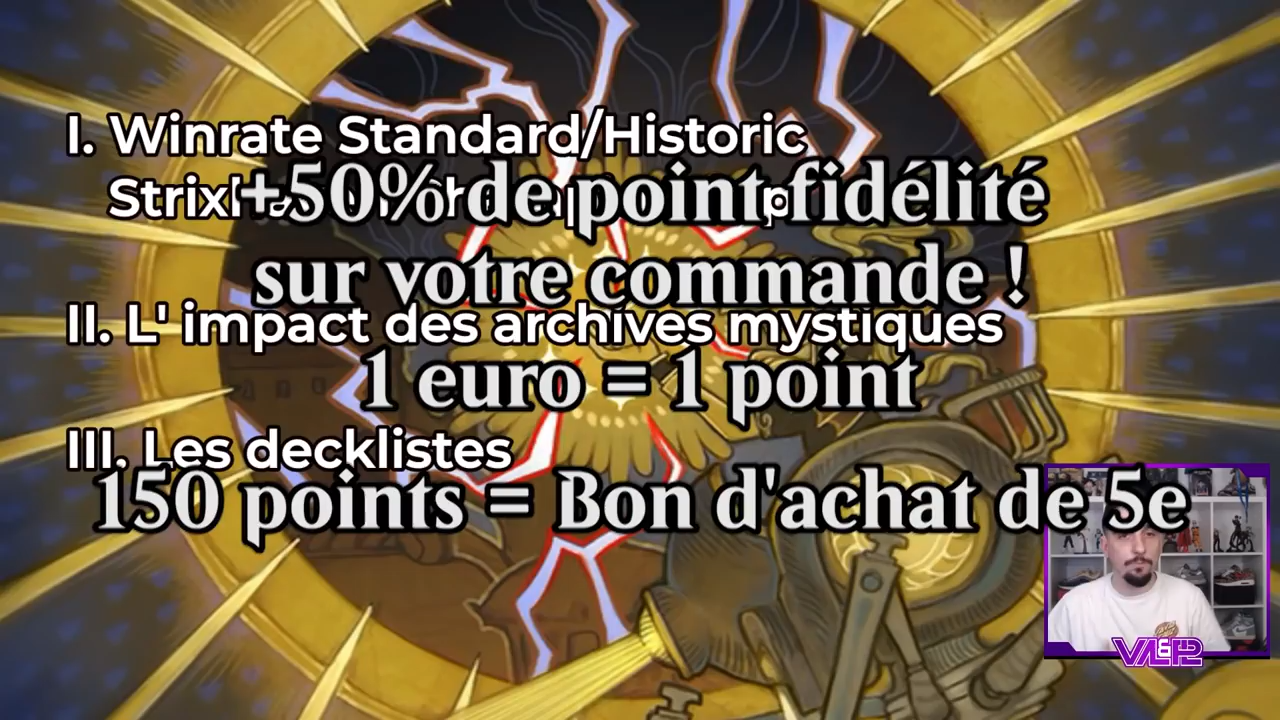 I. Winrate Standard/Historic
+50% de point fidélité
sur votre commande !
II. L' impact des archives mystiques
1 euro = 1 point
III. Les decklistes
150 points = Bon d'achat de 5e